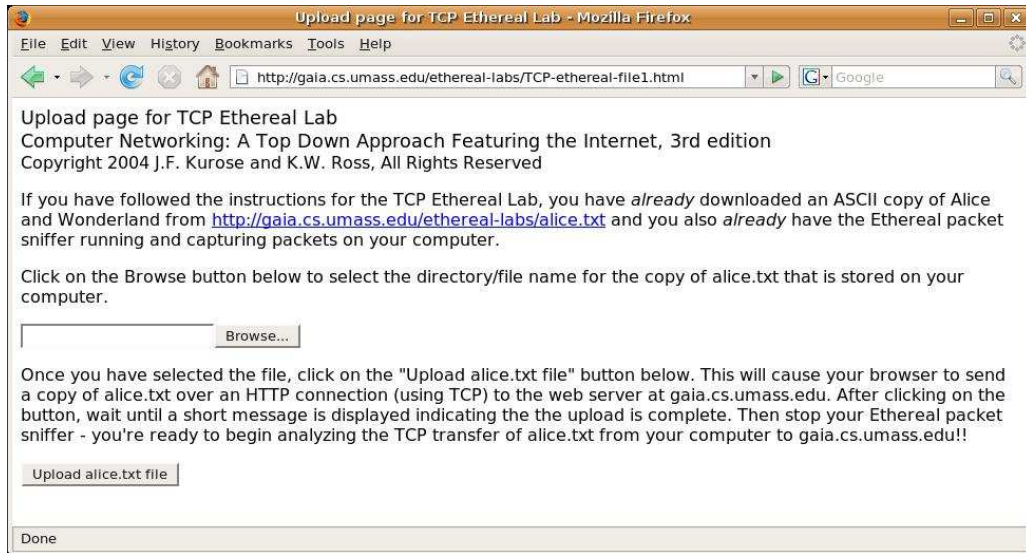 Upload page for TCP Ethereal Lab - Mozilla Firefox
File Edit View History Bookmarks Tools Help
http://gaia.cs.umass.edu/ethereal-labs/TCP-ethereal-file1.html G Google
Upload page for TCP Ethereal Lab
Computer Networking: A Top Down Approach Featuring the Internet, 3rd edition
Copyright 2004 J.F. Kurose and K.W. Ross, All Rights Reserved
If you have followed the instructions for the TCP Ethereal Lab, you have already downloaded an ASCII copy of Alice
and Wonderland from http://gaia.cs.umass.edu/ethereal-labs/alice.txt and you also already have the Ethereal packet
sniffer running and capturing packets on your computer.
Click on the Browse button below to select the directory/file name for the copy of alice.txt that is stored on your
computer.
Browse...
Once you have selected the file, click on the "Upload alice.txt file" button below. This will cause your browser to send
a copy of alice.txt over an HTTP connection (using TCP) to the web server at gaia.cs.umass.edu. After clicking on the
button, wait until a short message is displayed indicating the the upload is complete. Then stop your Ethereal packet
sniffer - you're ready to begin analyzing the TCP transfer of alice.txt from your computer to gaia.cs.umass.edu!!
Upload alice.txt file
Done